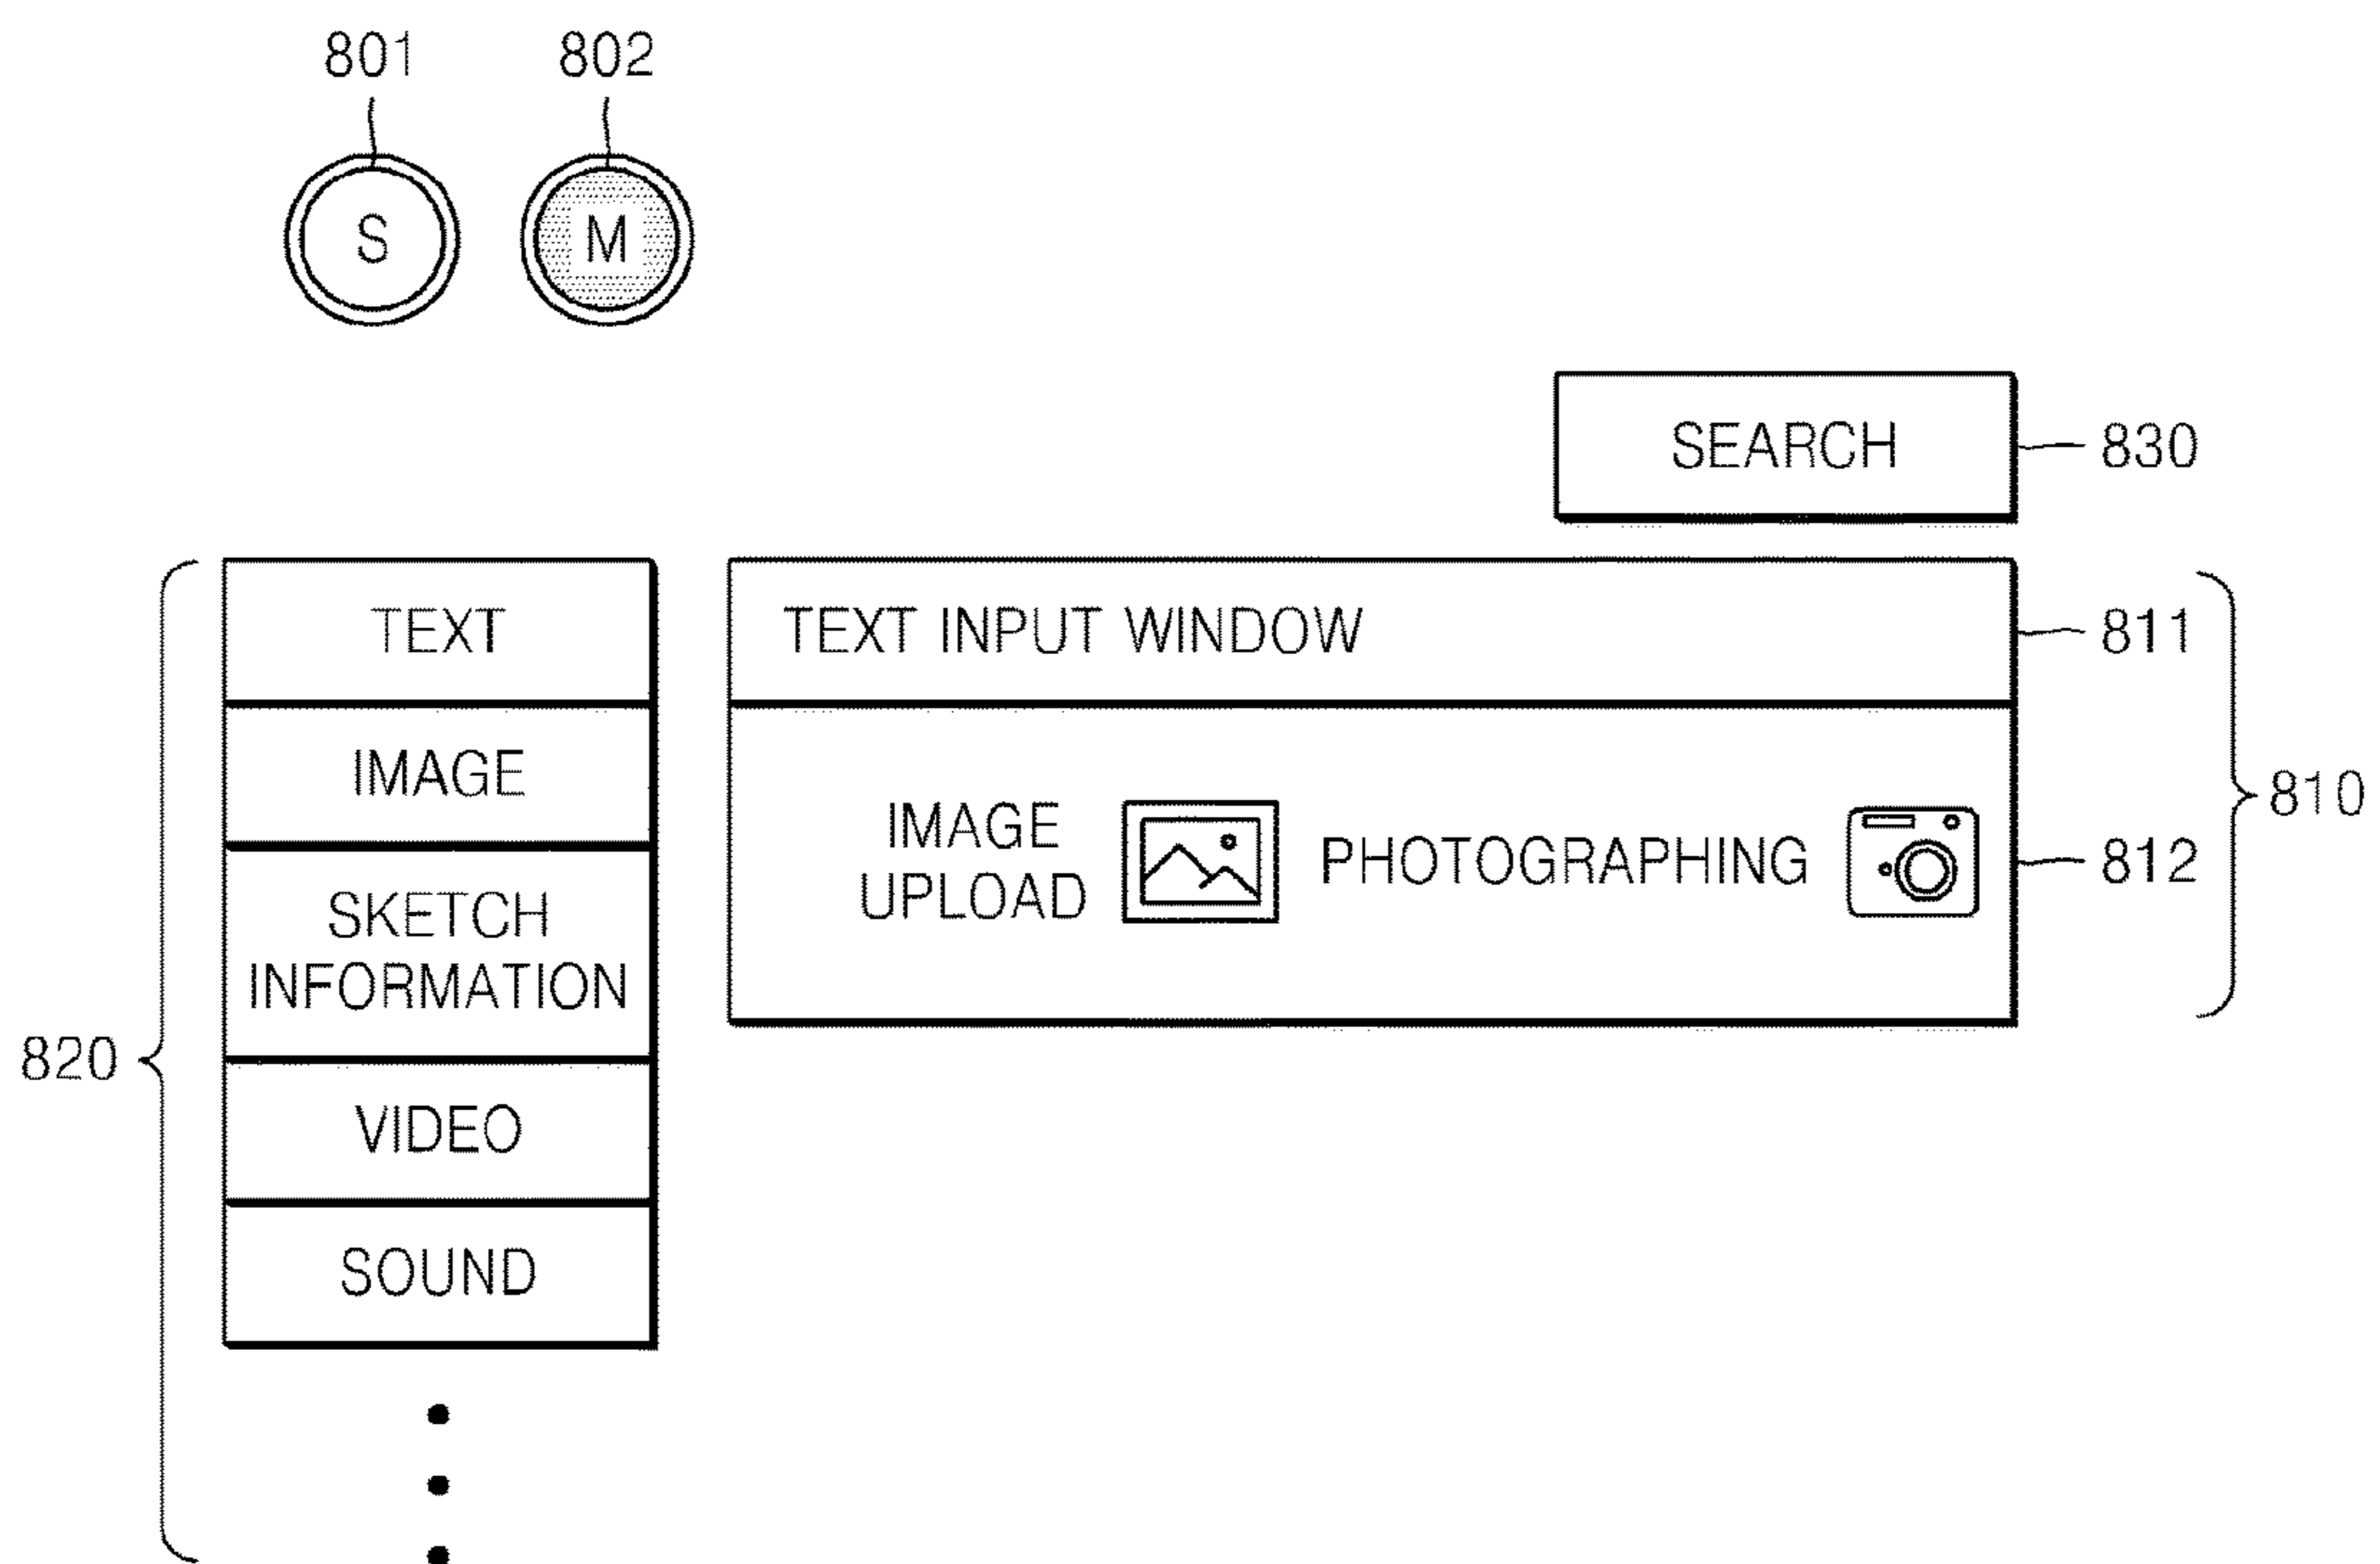 801 802
S M
SEARCH 830
TEXT
IMAGE
SKETCH
INFORMATION
VIDEO
SOUND
820
TEXT INPUT WINDOW 811
IMAGE
UPLOAD
PHOTOGRAPHING
812
810